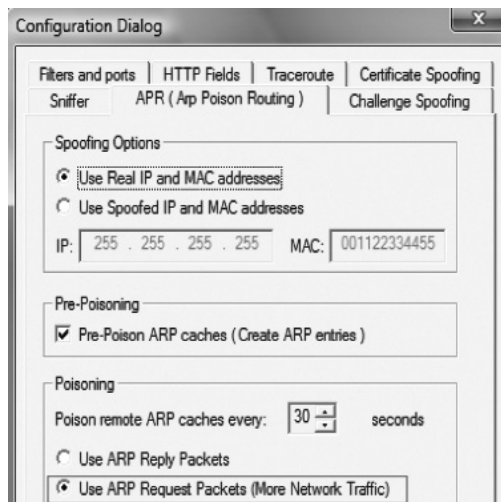 Configuration Dialog
Filters and ports HTTP Fields Traceroute Certificate Spoofing
Sniffer APR ( Arp Poison Routing ) Challenge Spoofing
Spoofing Options
Use Real IP and MAC addresses
Use Spoofed IP and MAC addresses
IP: 255 . 255 . 255 . 255 MAC: 001122334455
Pre-Poisoning
Pre-Poison ARP caches ( Create ARP entries )
Poisoning
Poison remote ARP caches every: 30 seconds
Use ARP Reply Packets
Use ARP Request Packets (More Network Traffic)